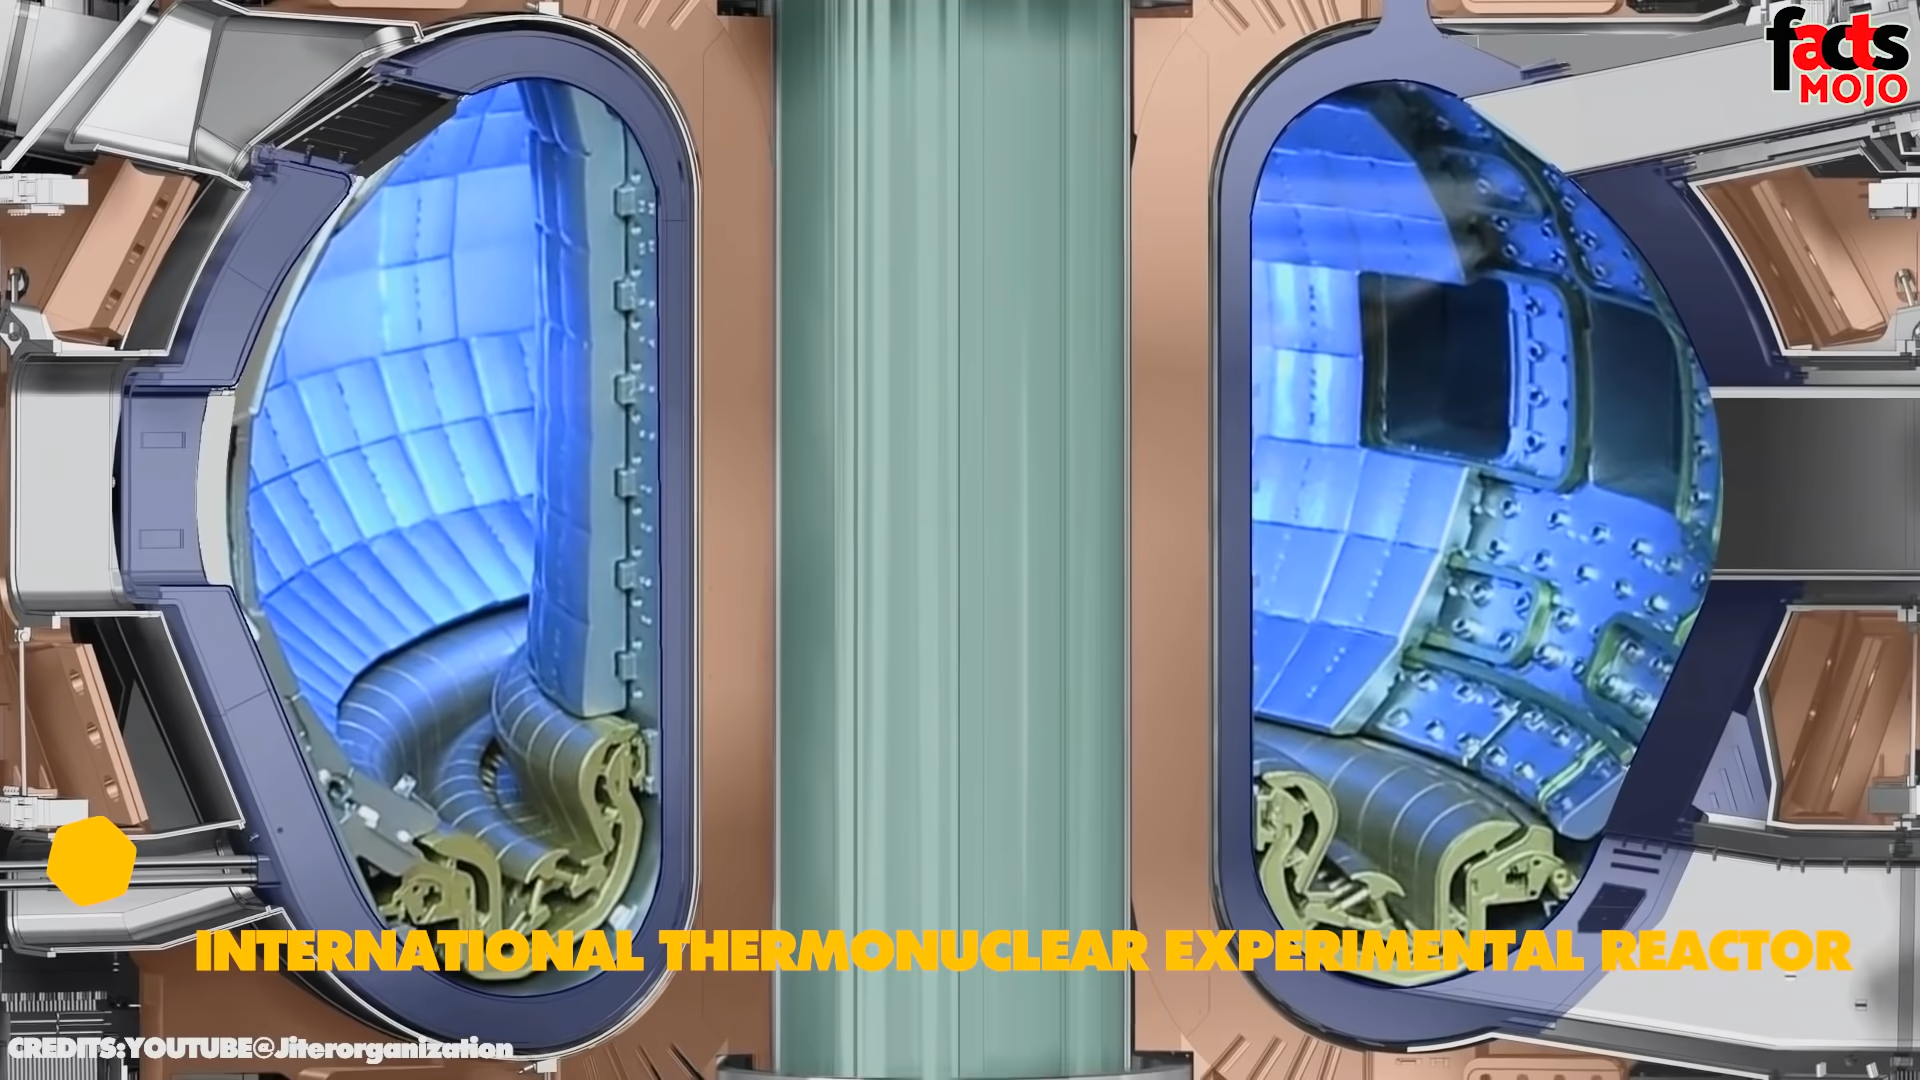 facts
MOJO
INTERNATIONAL THERMONUCLEAR EXPERIMENTAL REACTOR
CREDITS:YOUTUBE@Jiterorganization